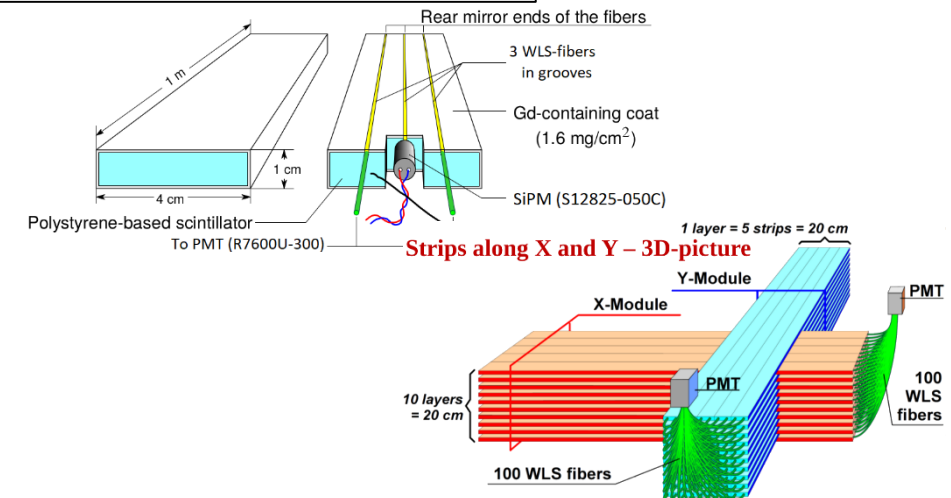 Rear mirror ends of the fibers
3 WLS-fibers
in grooves
1 m
Gd-containing coat
(1.6 mg/cm²)
1 cm
4 cm
SiPM (S12825-050C)
Polystyrene-based scintillator
To PMT (R7600U-300)
Strips along X and Y – 3D-picture
1 layer = 5 strips = 20 cm
Y-Module
PMT
X-Module
PMT
10 layers
= 20 cm
100
WLS
fibers
100 WLS fibers